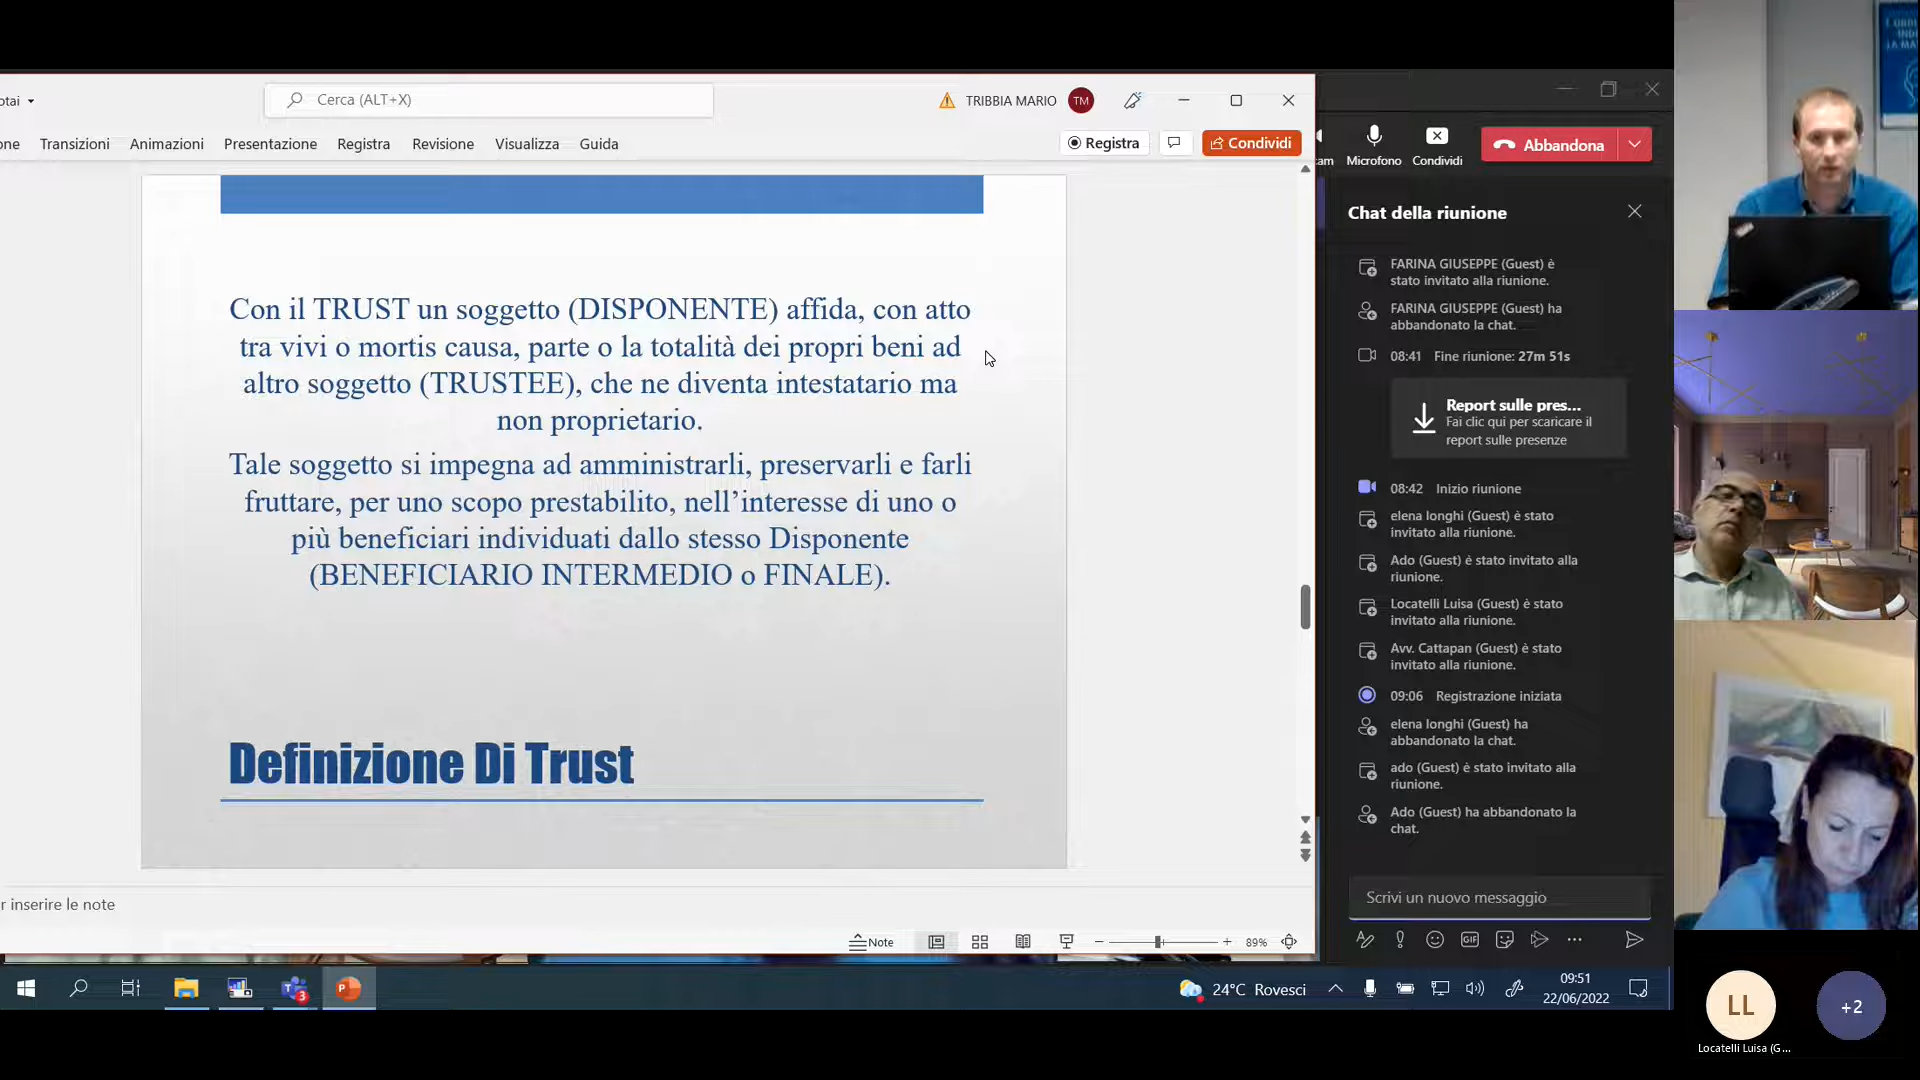 otai
Cerca (ALT+X)
TRIBBIA MARIO
TM
one
Transizioni
Animazioni
Presentazione
Registra
Revisione
Visualizza
Guida
Registra
Condividi
Con il TRUST un soggetto (DISPONENTE) affida, con atto
tra vivi o mortis causa, parte o la totalità dei propri beni ad
altro soggetto (TRUSTEE), che ne diventa intestatario ma
non proprietario.
Tale soggetto si impegna ad amministrarli, preservarli e farli
fruttare, per uno scopo prestabilito, nell’interesse di uno o
più beneficiari individuati dallo stesso Disponente
(BENEFICIARIO INTERMEDIO o FINALE).
Definizione Di Trust
r inserire le note
Note
89%
am
Microfono
Condividi
Abbandona
Chat della riunione
FARINA GIUSEPPE (Guest) è
stato invitato alla riunione.
FARINA GIUSEPPE (Guest) ha
abbandonato la chat.
08:41 Fine riunione: 27m 51s
Report sulle pres...
Fai clic qui per scaricare il
report sulle presenze
08:42 Inizio riunione
elena longhi (Guest) è stato
invitato alla riunione.
Ado (Guest) è stato invitato alla
riunione.
Locatelli Luisa (Guest) è stato
invitato alla riunione.
Avv. Cattapan (Guest) è stato
invitato alla riunione.
09:06 Registrazione iniziata
elena longhi (Guest) ha
abbandonato la chat.
ado (Guest) è stato invitato alla
riunione.
Ado (Guest) ha abbandonato la
chat.
Scrivi un nuovo messaggio
GIF
3
P
24°C Rovesci
09:51
22/06/2022
LL
+2
Locatelli Luisa (G...